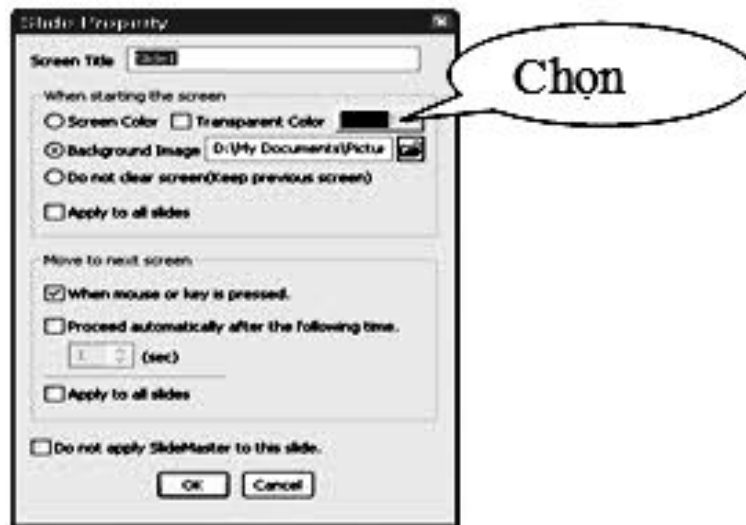 Slide Property
Screen Title
Chọn
When starting the screen
Screen Color Transparent Color
Background Image D:\My Documents\Pictur
Do not clear screen(Keep previous screen)
Apply to all slides
Move to next screen
When mouse or key is pressed.
Proceed automatically after the following time.
1 (sec)
Apply to all slides
Do not apply SlideMaster to this slide.
OK Cancel